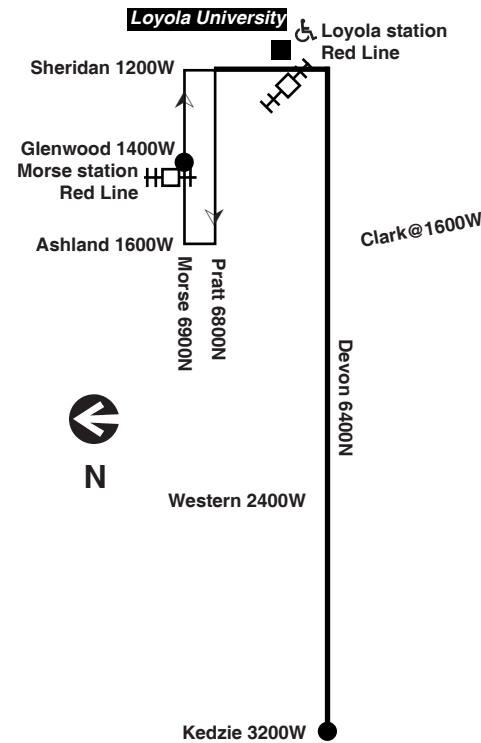 Loyola University
Loyola station
Red Line
Sheridan 1200W
Glenwood 1400W
Morse station
Red Line
Clark@1600W
Ashland 1600W
Morse 6900N
Pratt 6800N
Devon 6400N
N
Western 2400W
Kedzie 3200W